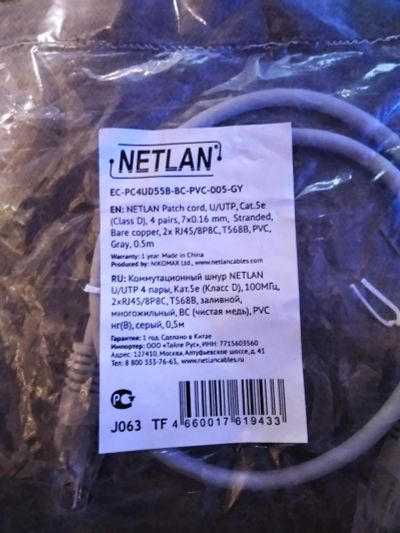 NETLAN
EC-PC4UD55B-BC-PVC-005-GY
EN: NETLAN Patch cord, U/UTP, Cat.5e
(Class D), 4 pairs, 7x0.16 mm, Stranded,
Bare copper, 2x RJ45/8P8C, T568B, PVC,
Gray, 0.5m
Warranty: 1 year. Made in China
Produced by: NIKOMAX Ltd., www.netlancables.com
RU: Коммутационный шнур NETLAN
U/UTP 4 пары, Кат.5e (Класс D), 100МГц,
2xRJ45/8P8C, T568B, заливной,
многожильный, BC (чистая медь), PVC
нг(B), серый, 0,5м
Гарантия: 1 год. Сделано в Китае
Импортер: ООО «Тайле Рус», ИНН: 7715603560
Адрес: 127410, Москва, Алтуфьевское шоссе, д. 41
Тел: 8 800 333-76-63, www.netlancables.ru
J063 TF 4 660017 619433